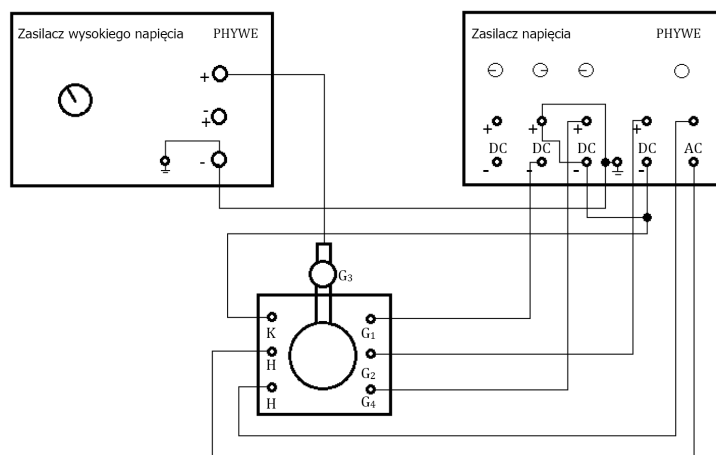 Zasilacz wysokiego napięcia PHYWE
+
-
+
-
Zasilacz napięcia PHYWE
+ + + +
DC DC DC DC AC
- - - -
G3
K G1
H G2
H G4